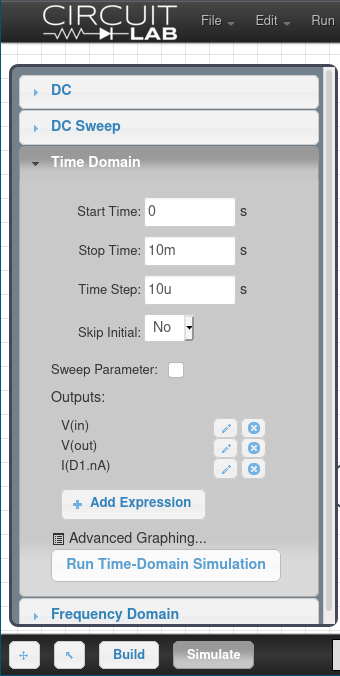 CIRCUIT
LAB
File Edit Run
DC
DC Sweep
Time Domain
Start Time: 0 s
Stop Time: 10m s
Time Step: 10u s
Skip Initial: No
Sweep Parameter:
Outputs:
V(in)
V(out)
I(D1.nA)
+ Add Expression
Advanced Graphing...
Run Time-Domain Simulation
Frequency Domain
Build Simulate